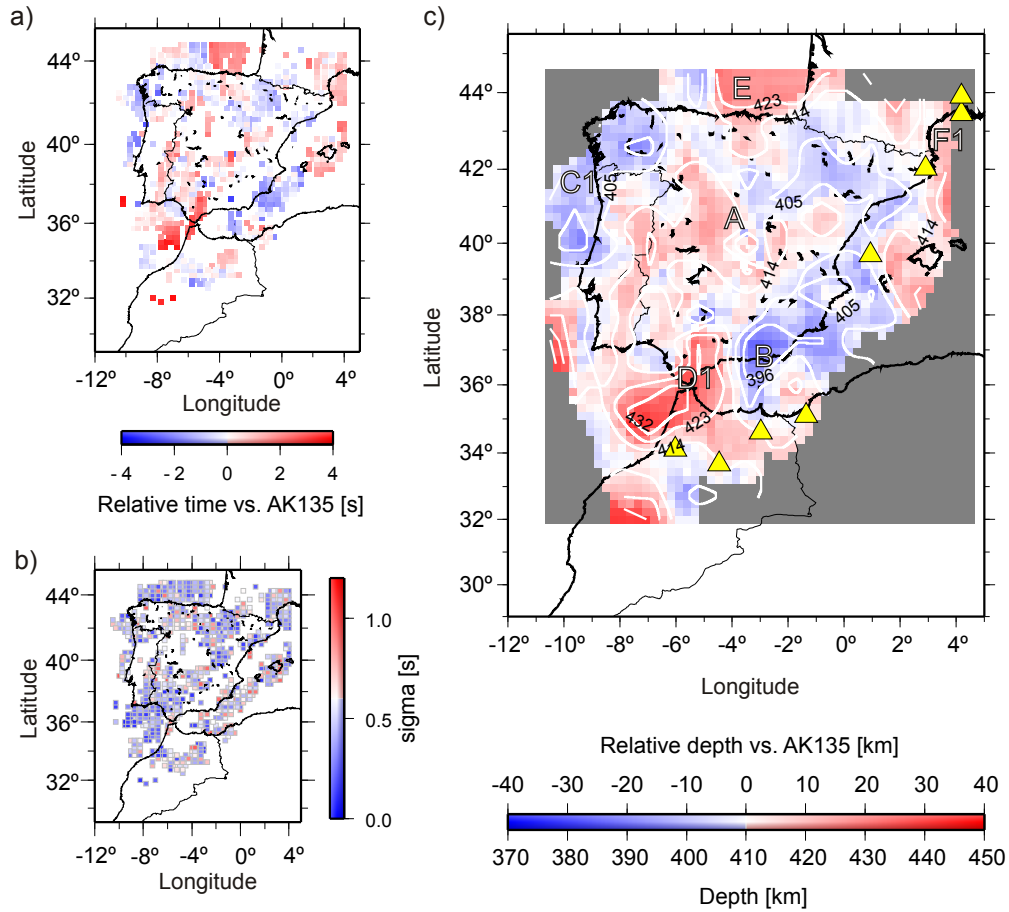 a)
44º
40º
36º
32º
Latitude
-12º -8º -4º 0º 4º
Longitude
-4 -2 0 2 4
Relative time vs. AK135 [s]
b)
44º
40º
36º
32º
Latitude
-12º -8º -4º 0º 4º
Longitude
1.0
0.5
0.0
sigma [s]
c)
44º
42º
40º
38º
36º
34º
32º
30º
Latitude
E
423
414
F1
C1
405
405
A
414
414
405
B
396
D1
432
423
414
-12º -10º -8º -6º -4º -2º 0º 2º 4º
Longitude
Relative depth vs. AK135 [km]
-40 -30 -20 -10 0 10 20 30 40
370 380 390 400 410 420 430 440 450
Depth [km]